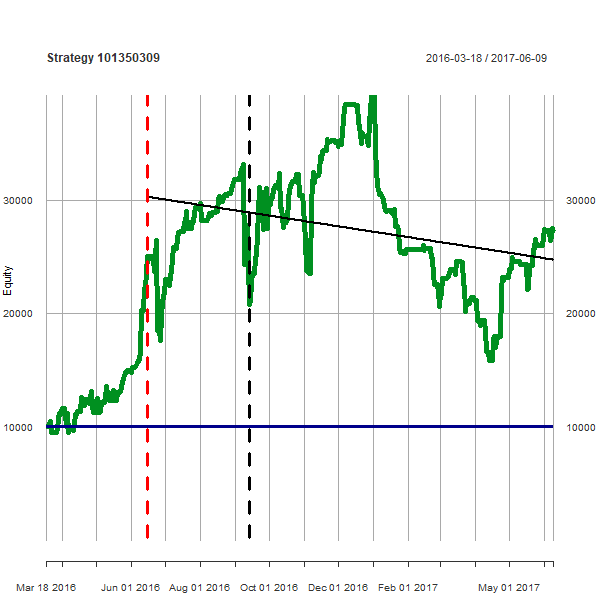 Strategy 101350309
2016-03-18 / 2017-06-09
30000
30000
Equity
20000
20000
10000
10000
Mar 18 2016
Jun 01 2016
Aug 01 2016
Oct 01 2016
Dec 01 2016
Feb 01 2017
May 01 2017